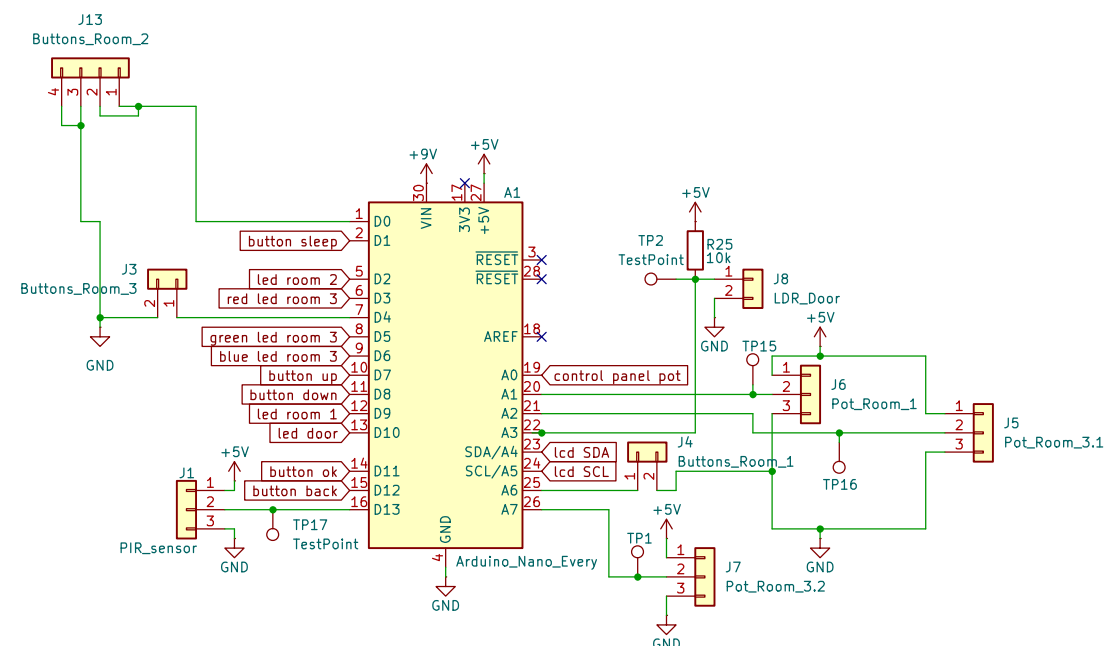 J13
Buttons_Room_2
4 3 2 1
+9V
+5V
30 17 27
A1
VIN 3V3 +5V
1 D0
button sleep 2 D1
led room 2 5 D2
red led room 3 6 D3
7 D4
green led room 3 8 D5
blue led room 3 9 D6
button up 10 D7
button down 11 D8
led room 1 12 D9
led door 13 D10
button ok 14 D11
button back 15 D12
16 D13
RESET 3
RESET 28
AREF 18
A0 19 control panel pot
A1 20
A2 21
A3 22
SDA/A4 23 lcd SDA
SCL/A5 24 lcd SCL
A6 25
A7 26
GND
4
Arduino_Nano_Every
GND
J3
Buttons_Room_3
2 1
GND
+5V
J1
1
2
3
PIR_sensor
GND
TP17
TestPoint
+5V
R25
10k
TP2
TestPoint
1
2
J8
LDR_Door
GND
+5V
TP15
1
2
3
J6
Pot_Room_1
1
2
3
J5
Pot_Room_3.1
TP16
J4
Buttons_Room_1
1 2
GND
+5V
TP1
1
2
3
J7
Pot_Room_3.2
GND